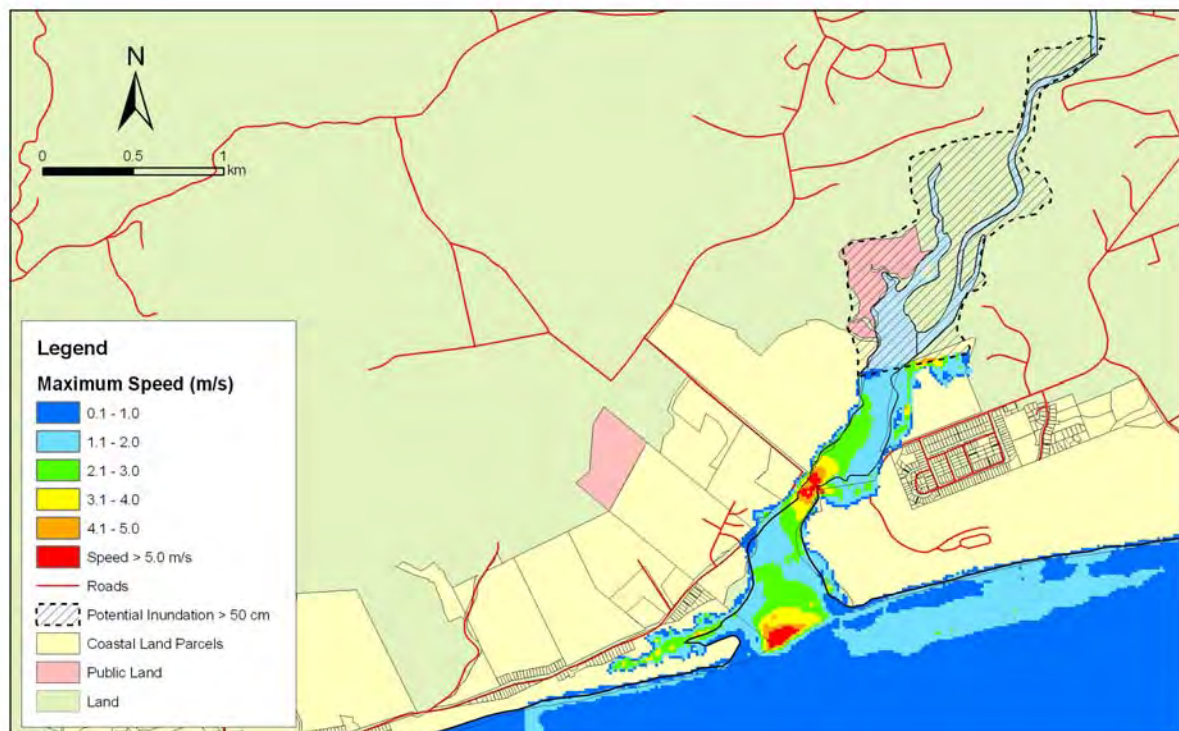 N
0 0.5 1
km
Legend
Maximum Speed (m/s)
0.1 - 1.0
1.1 - 2.0
2.1 - 3.0
3.1 - 4.0
4.1 - 5.0
Speed > 5.0 m/s
Roads
Potential Inundation > 50 cm
Coastal Land Parcels
Public Land
Land